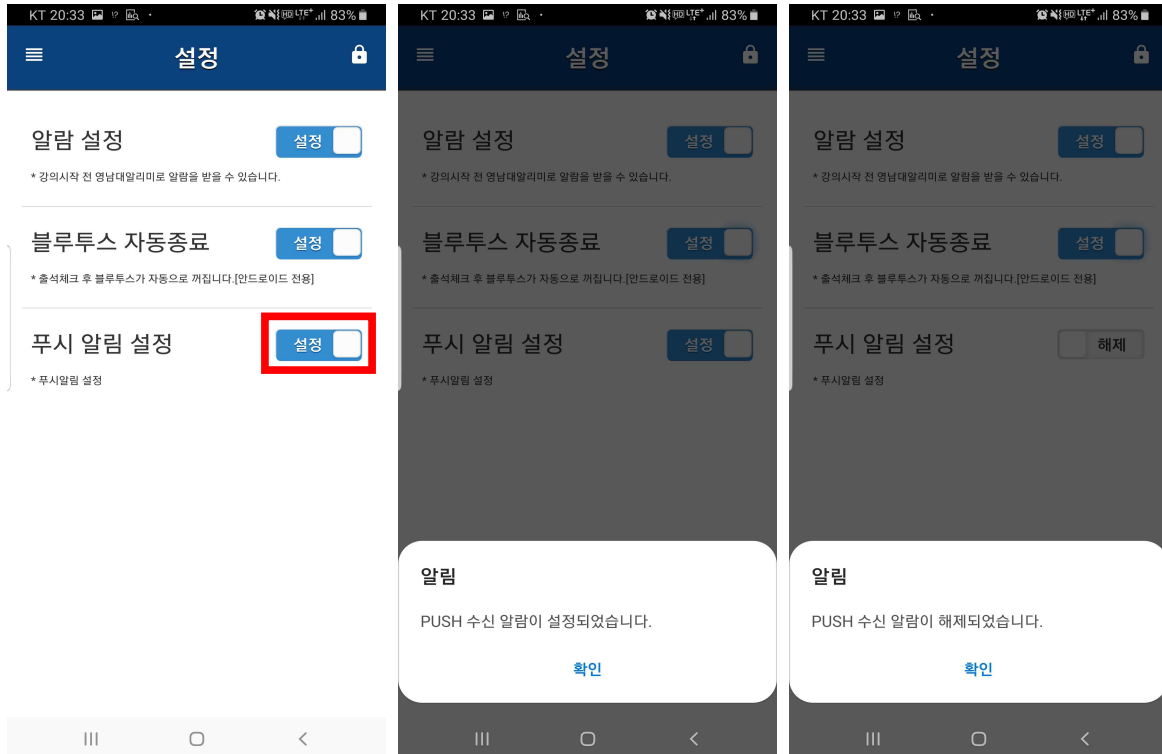 KT 20:33
83%
설정
알람 설정
설정
* 강의시작 전 영남대알리미로 알람을 받을 수 있습니다.
블루투스 자동종료
설정
* 출석체크 후 블루투스가 자동으로 꺼집니다.[안드로이드 전용]
푸시 알림 설정
설정
* 푸시알림 설정
KT 20:33
83%
설정
알람 설정
설정
* 강의시작 전 영남대알리미로 알람을 받을 수 있습니다.
블루투스 자동종료
설정
* 출석체크 후 블루투스가 자동으로 꺼집니다.[안드로이드 전용]
푸시 알림 설정
설정
* 푸시알림 설정
알림
PUSH 수신 알람이 설정되었습니다.
확인
KT 20:33
83%
설정
알람 설정
설정
* 강의시작 전 영남대알리미로 알람을 받을 수 있습니다.
블루투스 자동종료
설정
* 출석체크 후 블루투스가 자동으로 꺼집니다.[안드로이드 전용]
푸시 알림 설정
해제
* 푸시알림 설정
알림
PUSH 수신 알람이 해제되었습니다.
확인